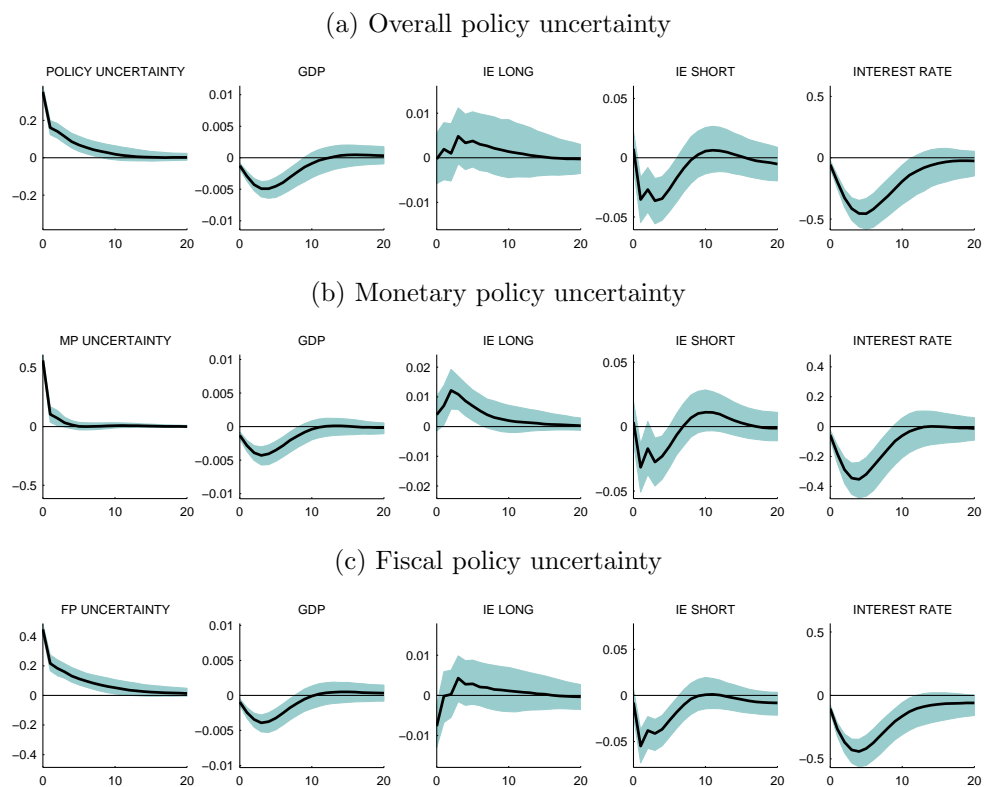 (a) Overall policy uncertainty
POLICY UNCERTAINTY GDP IE LONG IE SHORT INTEREST RATE
0.2
0
−0.2
0 10 20
0.01
0.005
0
−0.005
−0.01
0 10 20
0.01
0
−0.01
0 10 20
0.05
0
−0.05
0 10 20
0.5
0
−0.5
0 10 20
(b) Monetary policy uncertainty
MP UNCERTAINTY GDP IE LONG IE SHORT INTEREST RATE
0.5
0
−0.5
0 10 20
0.01
0.005
0
−0.005
−0.01
0 10 20
0.02
0.01
0
−0.01
−0.02
0 10 20
0.05
0
−0.05
0 10 20
0.4
0.2
0
−0.2
−0.4
0 10 20
(c) Fiscal policy uncertainty
FP UNCERTAINTY GDP IE LONG IE SHORT INTEREST RATE
0.4
0.2
0
−0.2
−0.4
0 10 20
0.01
0.005
0
−0.005
−0.01
0 10 20
0.01
0
−0.01
0 10 20
0.05
0
−0.05
0 10 20
0.5
0
−0.5
0 10 20